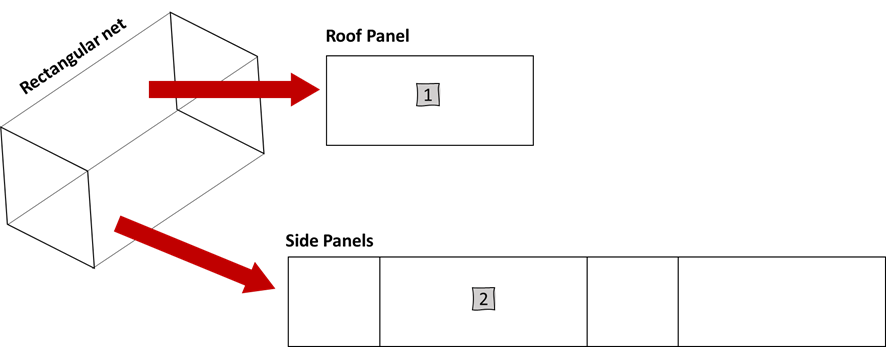 Rectangular net
Roof Panel
1
Side Panels
2